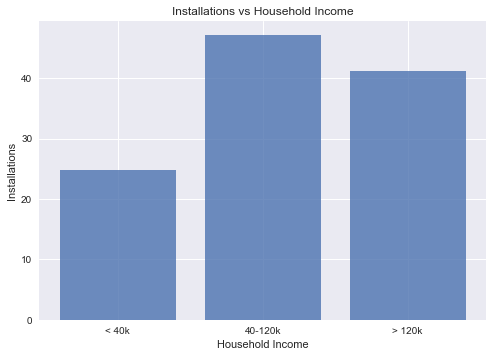 Installations vs Household Income
Installations
40
30
20
10
0
< 40k
40-120k
> 120k
Household Income